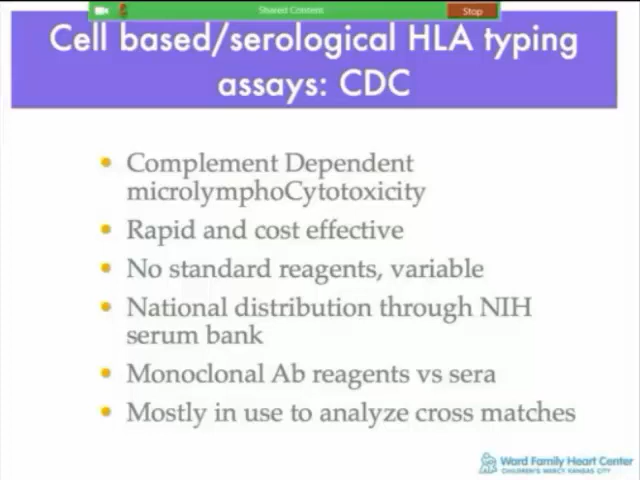 Shared Content
Stop
Cell based/serological HLA typing
assays: CDC
• Complement Dependent
microlymphoCytotoxicity
• Rapid and cost effective
• No standard reagents, variable
• National distribution through NIH
serum bank
• Monoclonal Ab reagents vs sera
• Mostly in use to analyze cross matches
Ward Family Heart Center
CHILDREN'S MERCY KANSAS CITY